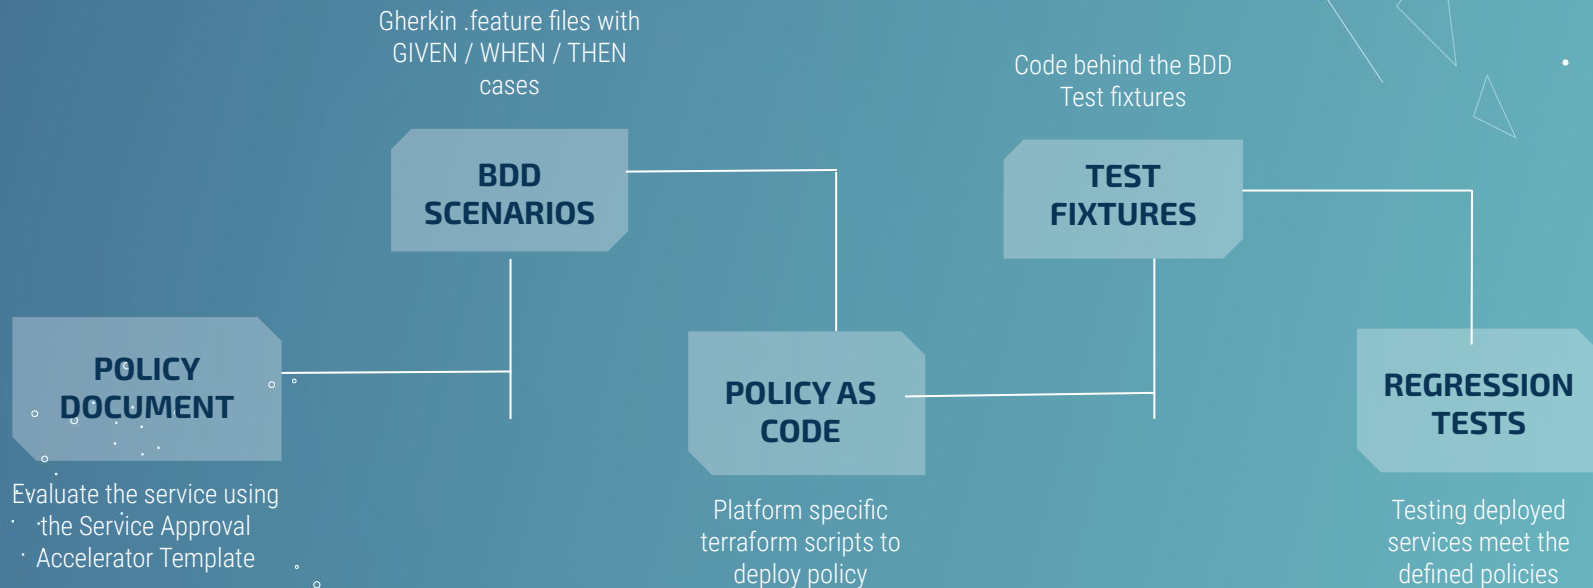 Gherkin .feature files with
GIVEN / WHEN / THEN
cases
BDD
SCENARIOS
Code behind the BDD
Test fixtures
TEST
FIXTURES
POLICY
DOCUMENT
Evaluate the service using
the Service Approval
Accelerator Template
POLICY AS
CODE
Platform specific
terraform scripts to
deploy policy
REGRESSION
TESTS
Testing deployed
services meet the
defined policies